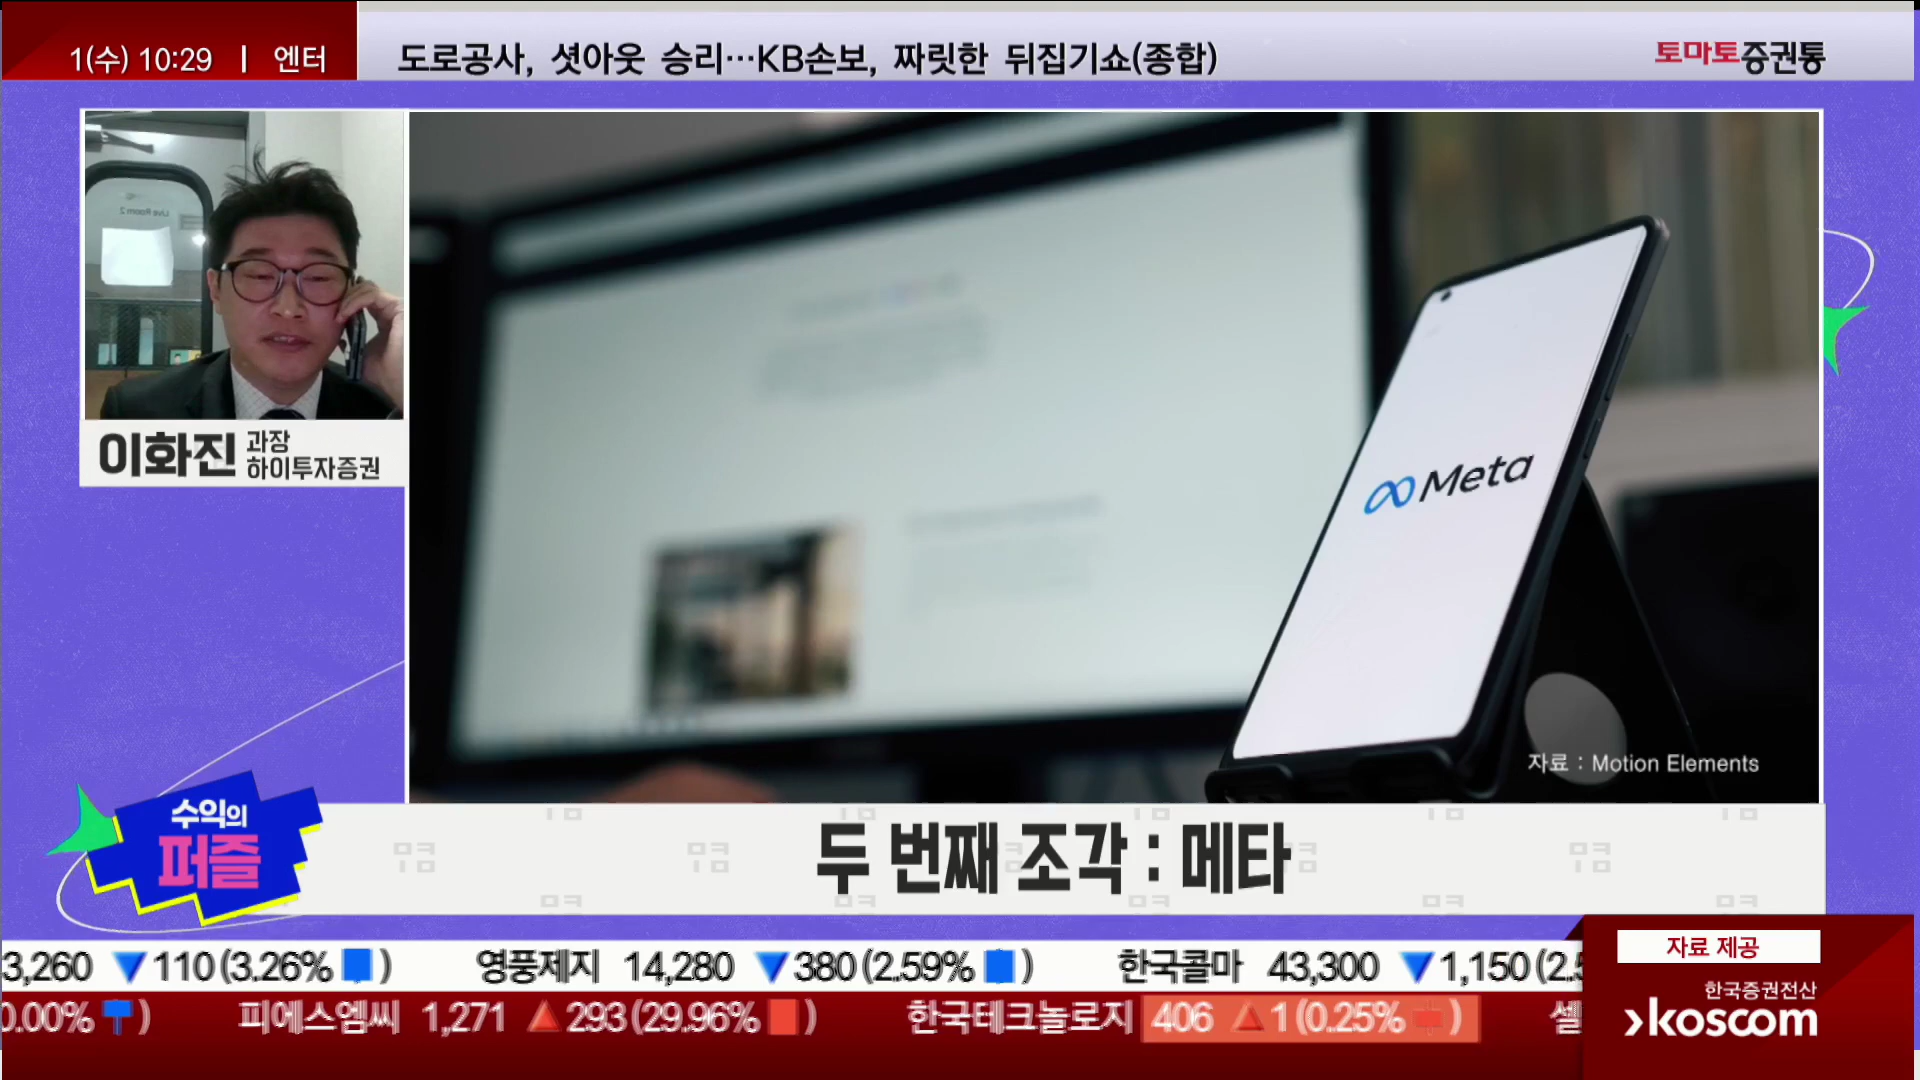 1(수) 10:29 | 엔터
도로공사, 셧아웃 승리…KB손보, 짜릿한 뒤집기쇼(종합)
토마토증권통
이화진 과장
하이투자증권
Meta
자료 : Motion Elements
수익의
퍼즐
두 번째 조각 : 메타
3,260 ▼110(3.26% ) 영풍제지 14,280 ▼380(2.59% ) 한국콜마 43,300 ▼1,150(2.5
0.00% ) 피에스엠씨 1,271 ▲293(29.96% ) 한국테크놀로지 406 ▲1(0.25% ) 셀
자료 제공
한국증권전산
koscom